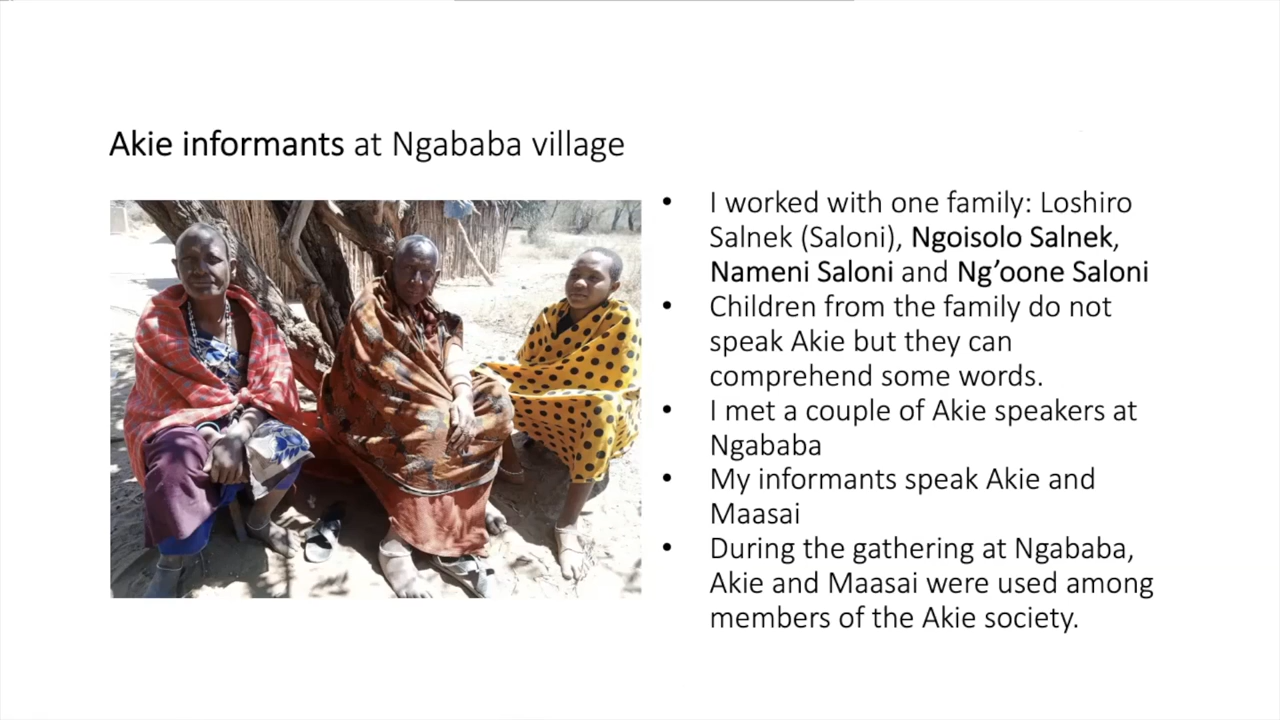 Akie informants at Ngababa village
• I worked with one family: Loshiro
Salnek (Saloni), Ngoisolo Salnek,
Nameni Saloni and Ng’oone Saloni
• Children from the family do not
speak Akie but they can
comprehend some words.
• I met a couple of Akie speakers at
Ngababa
• My informants speak Akie and
Maasai
• During the gathering at Ngababa,
Akie and Maasai were used among
members of the Akie society.